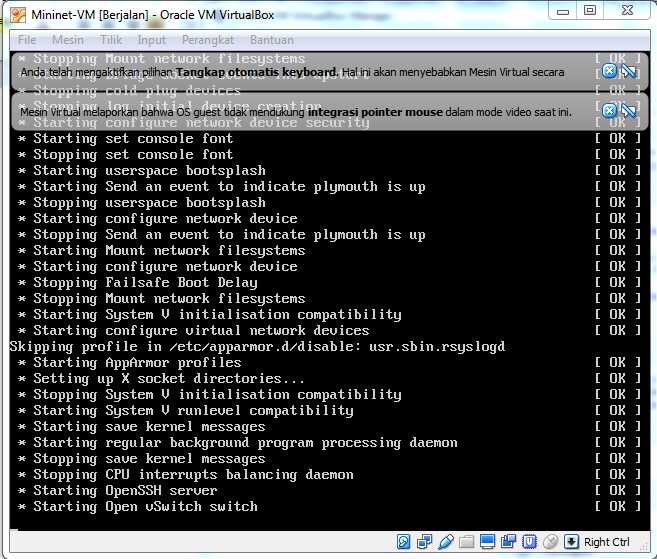 Mininet-VM [Berjalan] - Oracle VM VirtualBox
File Mesin Tilik Input Perangkat Bantuan
* Stopping Mount network filesystems [ OK ]
Anda telah mengaktifkan pilihan Tangkap otomatis keyboard. Hal ini akan menyebabkan Mesin Virtual secara
* Stopping cold plug devices [ OK ]
* Stopping log initial device creation [ OK ]
Mesin Virtual melaporkan bahwa OS guest tidak mendukung integrasi pointer mouse dalam mode video saat ini.
* Starting configure network device security [ OK ]
* Starting set console font [ OK ]
* Stopping set console font [ OK ]
* Starting userspace bootsplash [ OK ]
* Starting Send an event to indicate plymouth is up [ OK ]
* Stopping userspace bootsplash [ OK ]
* Starting configure network device [ OK ]
* Stopping Send an event to indicate plymouth is up [ OK ]
* Starting Mount network filesystems [ OK ]
* Starting configure network device [ OK ]
* Stopping Failsafe Boot Delay [ OK ]
* Stopping Mount network filesystems [ OK ]
* Starting System V initialisation compatibility [ OK ]
* Starting configure virtual network devices [ OK ]
Skipping profile in /etc/apparmor.d/disable: usr.sbin.rsyslogd
* Starting AppArmor profiles [ OK ]
* Setting up X socket directories... [ OK ]
* Stopping System V initialisation compatibility [ OK ]
* Starting System V runlevel compatibility [ OK ]
* Starting save kernel messages [ OK ]
* Starting regular background program processing daemon [ OK ]
* Stopping save kernel messages [ OK ]
* Stopping CPU interrupts balancing daemon [ OK ]
* Starting OpenSSH server [ OK ]
* Starting Open vSwitch switch [ OK ]
Right Ctrl